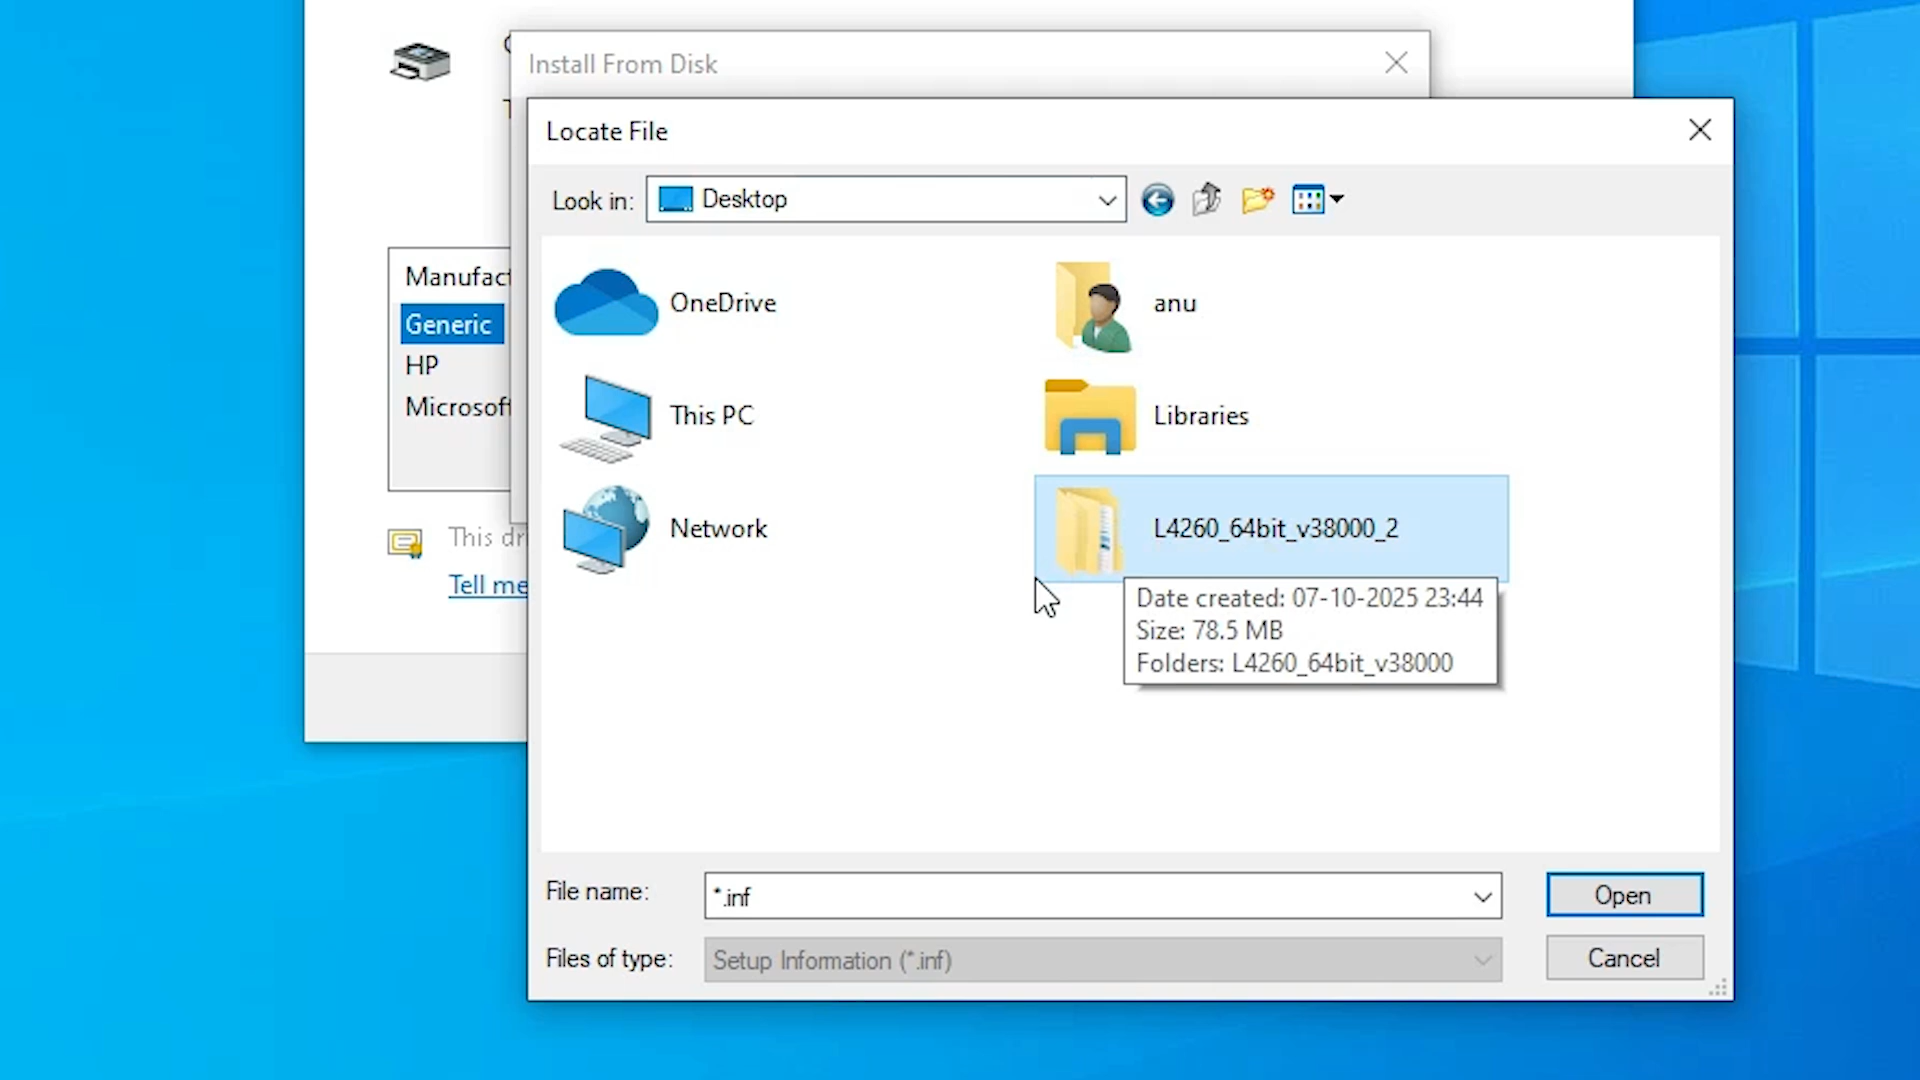 Install From Disk
Locate File
Look in: Desktop
OneDrive
anu
This PC
Libraries
Network
L4260_64bit_v38000_2
Date created: 07-10-2025 23:44
Size: 78.5 MB
Folders: L4260_64bit_v38000
File name: *.inf
Open
Files of type: Setup Information (*.inf)
Cancel
Manufact
Generic
HP
Microsoft
This dri
Tell me